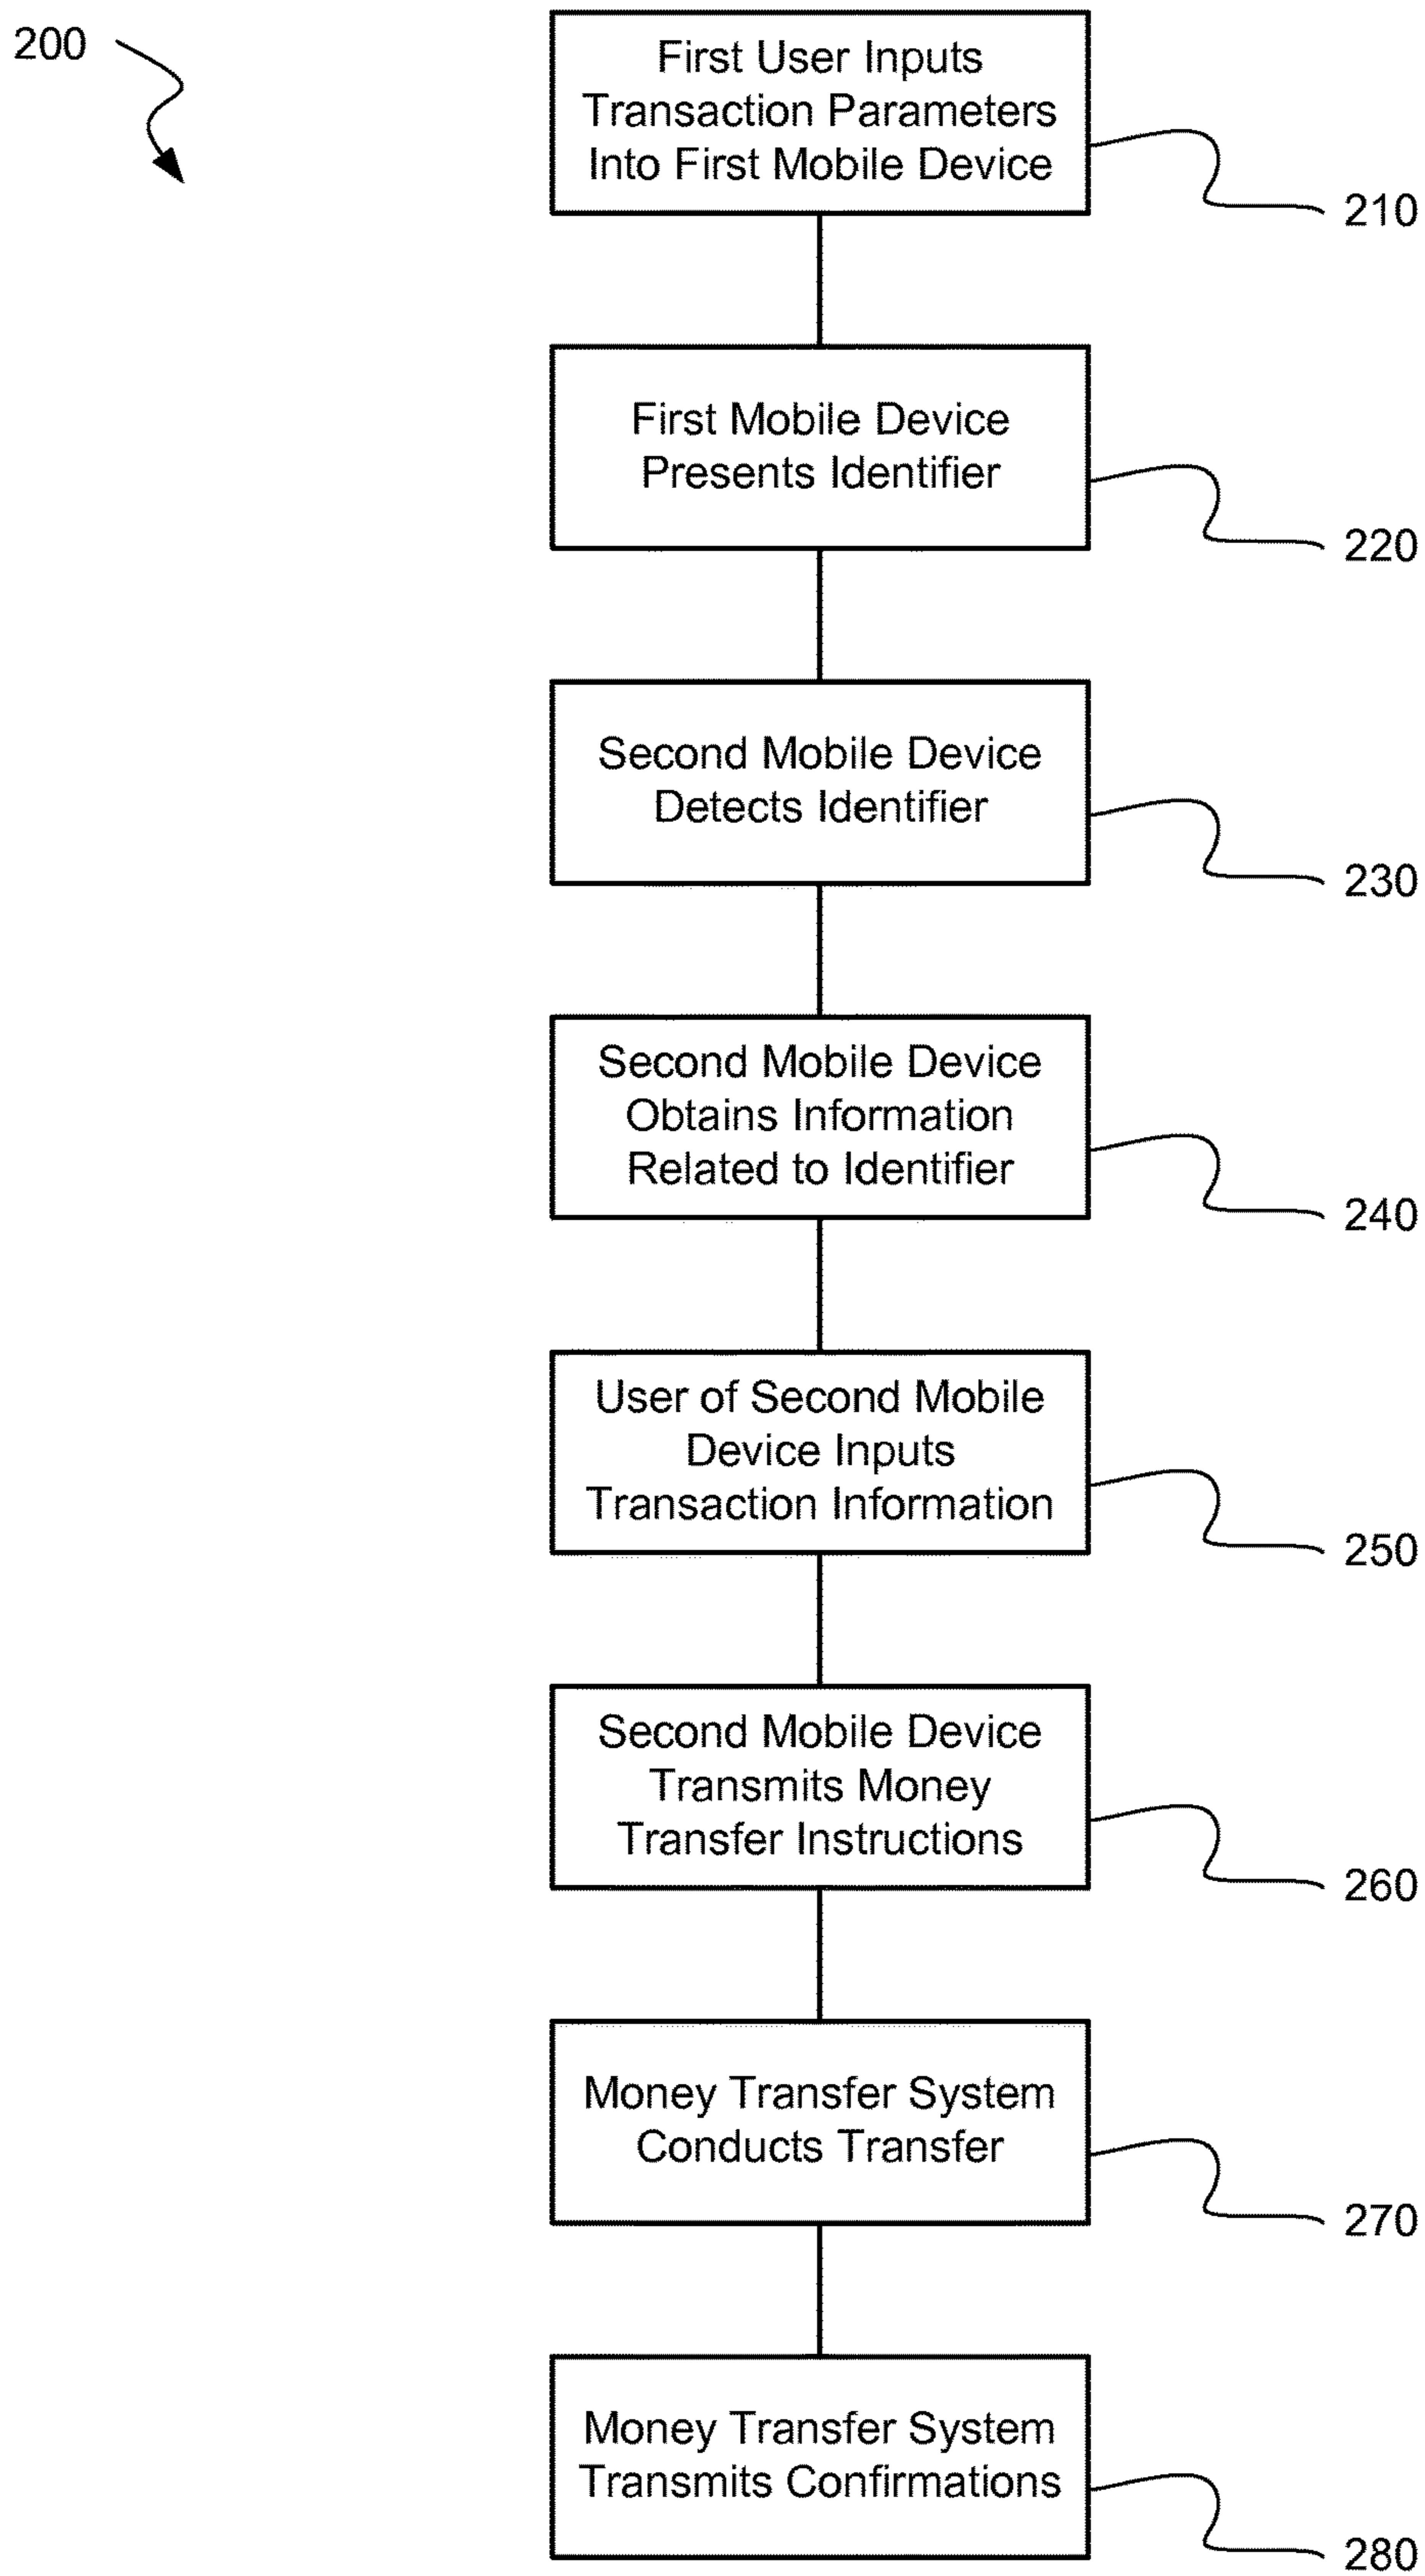 200
First User Inputs
Transaction Parameters
Into First Mobile Device
210
First Mobile Device
Presents Identifier
220
Second Mobile Device
Detects Identifier
230
Second Mobile Device
Obtains Information
Related to Identifier
240
User of Second Mobile
Device Inputs
Transaction Information
250
Second Mobile Device
Transmits Money
Transfer Instructions
260
Money Transfer System
Conducts Transfer
270
Money Transfer System
Transmits Confirmations
280